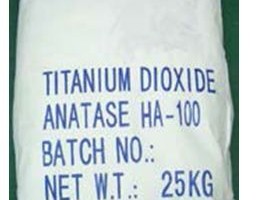 TITANIUM DIOXIDE
ANATASE HA-100
BATCH NO.:
NET W.T.: 25KG